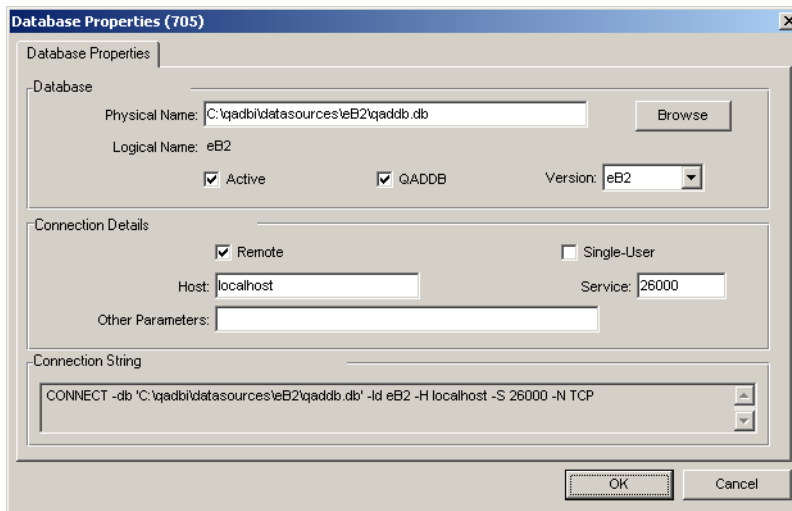 Database Properties (705)
Database Properties
Database
Physical Name: C:\qadbi\datasources\eB2\qaddb.db Browse
Logical Name: eB2
Active QADDB Version: eB2
Connection Details
Remote Single-User
Host: localhost Service: 26000
Other Parameters:
Connection String
CONNECT -db 'C:\qadbi\datasources\eB2\qaddb.db' -ld eB2 -H localhost -S 26000 -N TCP
OK Cancel